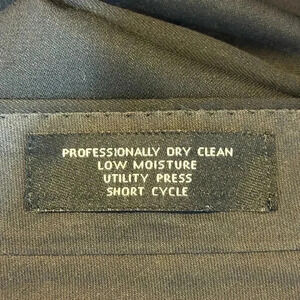 PROFESSIONALLY DRY CLEAN
LOW MOISTURE
UTILITY PRESS
SHORT CYCLE